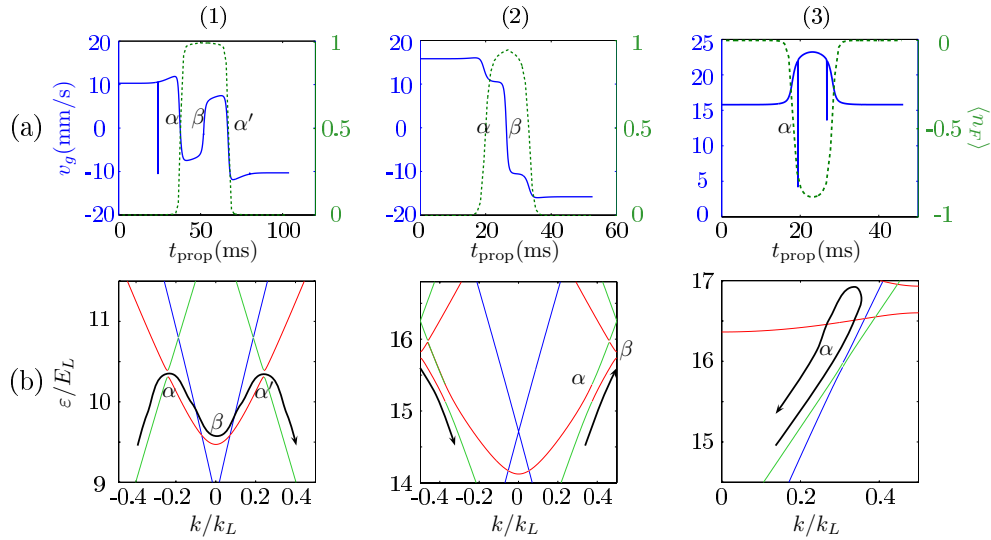 (1) (2) (3)
(a)
v_g(mm/s)
20 10 0 -10 -20
α β α′
1 0.5 0
0 50 100
t_prop(ms)
20 10 0 -10 -20
α β
1 0.5 0
0 20 40 60
t_prop(ms)
25 20 15 10 5 0
α
0 -0.5 -1
⟨n_F⟩
0 20 40
t_prop(ms)
(b)
ε/E_L
11 10 9
α β α′
-0.4 -0.2 0 0.2 0.4
k/k_L
16 15 14
α β
-0.4 -0.2 0 0.2 0.4
k/k_L
17 16 15
α
0 0.2 0.4
k/k_L